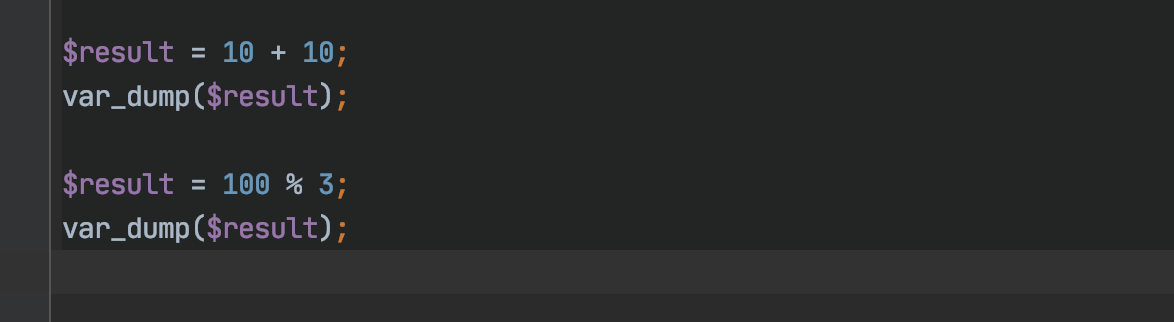 $result = 10 + 10;
var_dump($result);
$result = 100 % 3;
var_dump($result);